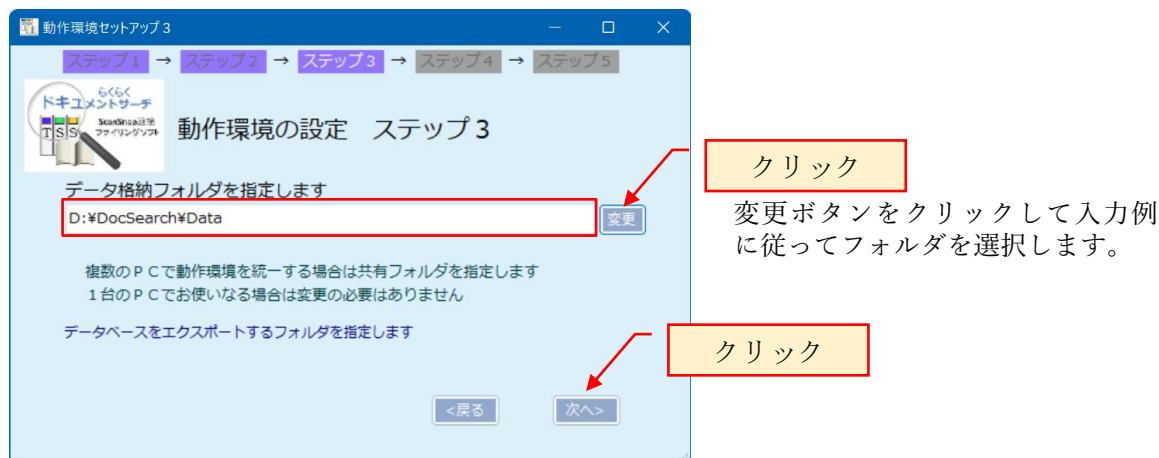 動作環境セットアップ3
ステップ1 → ステップ2 → ステップ3 → ステップ4 → ステップ5
らくらく
ドキュメントサーチ
ScanSnap連携
ファイリングソフト
TSS
動作環境の設定　ステップ3
クリック
データ格納フォルダを指定します
D:¥DocSearch¥Data
変更
変更ボタンをクリックして入力例
に従ってフォルダを選択します。
複数のPCで動作環境を統一する場合は共有フォルダを指定します
1台のPCでお使いなる場合は変更の必要はありません
データベースをエクスポートするフォルダを指定します
クリック
<戻る
次へ>